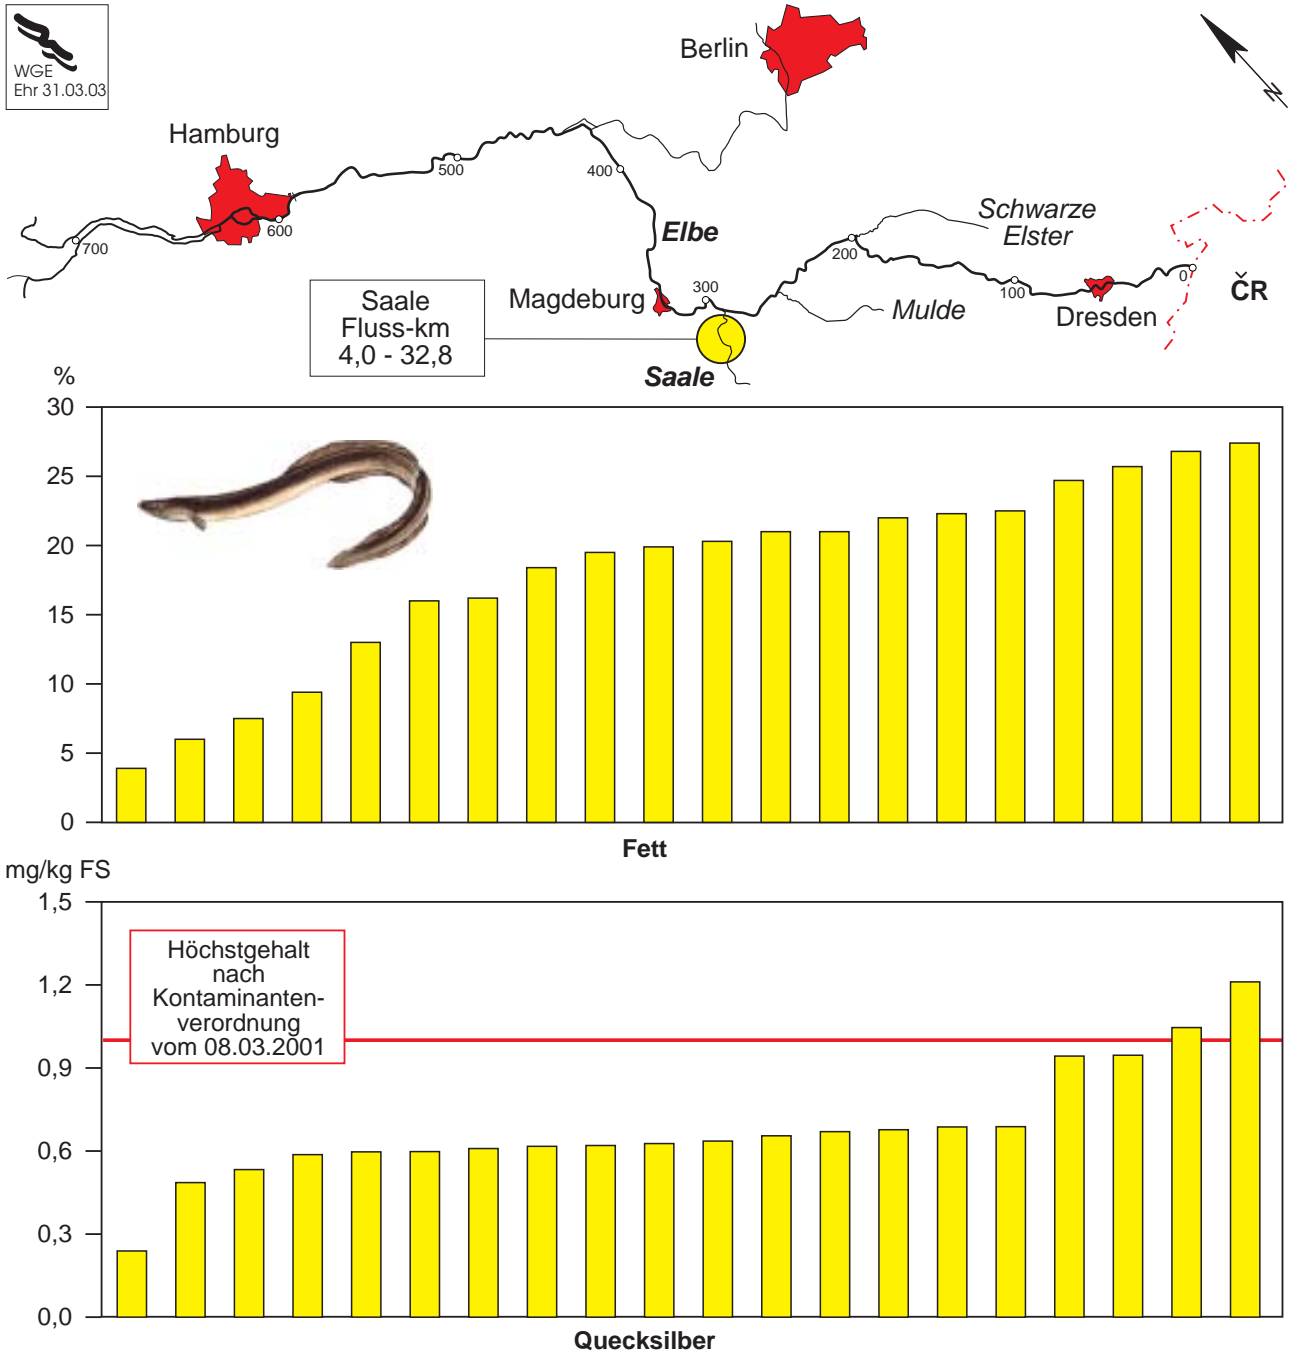 WGE
Ehr 31.03.03
Berlin
N
Hamburg
500
400
600
700
Elbe
Schwarze
Elster
200
100
0
ČR
Magdeburg
300
Mulde
Dresden
Saale
Fluss-km
4,0 - 32,8
Saale
%
30
25
20
15
10
5
0
Fett
mg/kg FS
1,5
1,2
0,9
0,6
0,3
0,0
Höchstgehalt
nach
Kontaminanten-
verordnung
vom 08.03.2001
Quecksilber